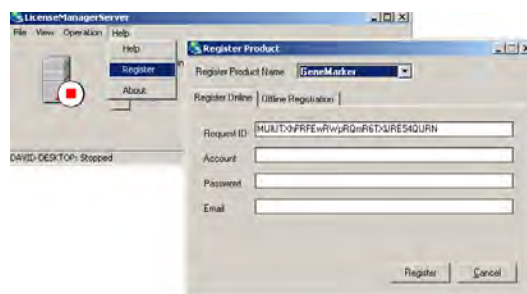 LicenseManagerServer
File View Operation Help
Help
Register
About
DAVID-DESKTOP: Stopped
Register Product
Register Product Name GeneMarker
Register Online Offline Registration
Request ID
Account
Password
Email
Register Cancel